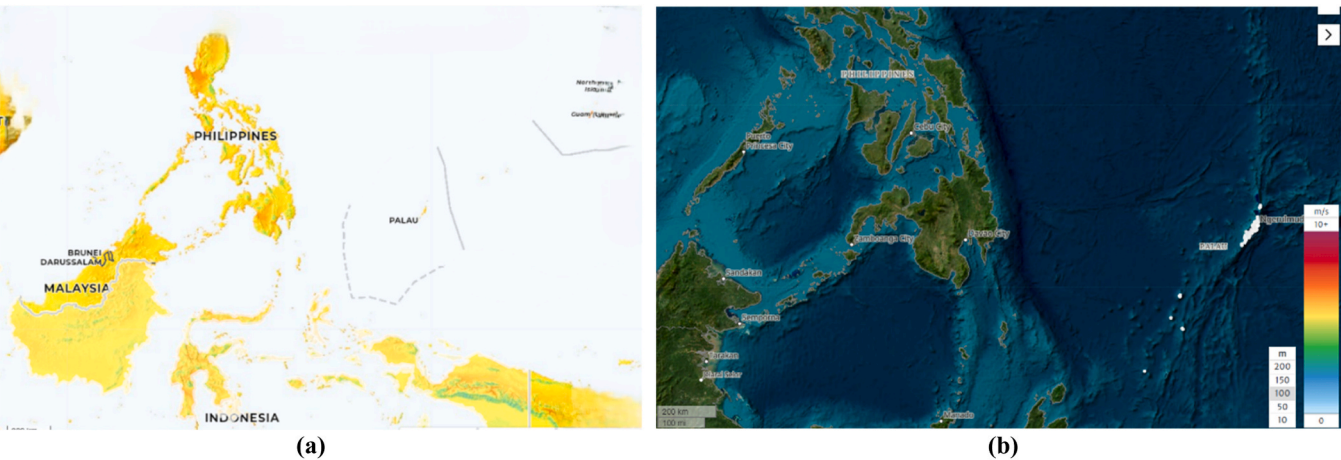 PHILIPPINES
PALAU
BRUNEI
DARUSSALAM
MALAYSIA
INDONESIA
(a)
PHILIPPINES
Cebu City
Puerto
Princesa City
Zamboanga City
Davao City
Sandakan
Semporna
Tarakan
Manado
PALAU
200 km
100 mi
m/s
10+
0
m
200
150
100
50
10
(b)